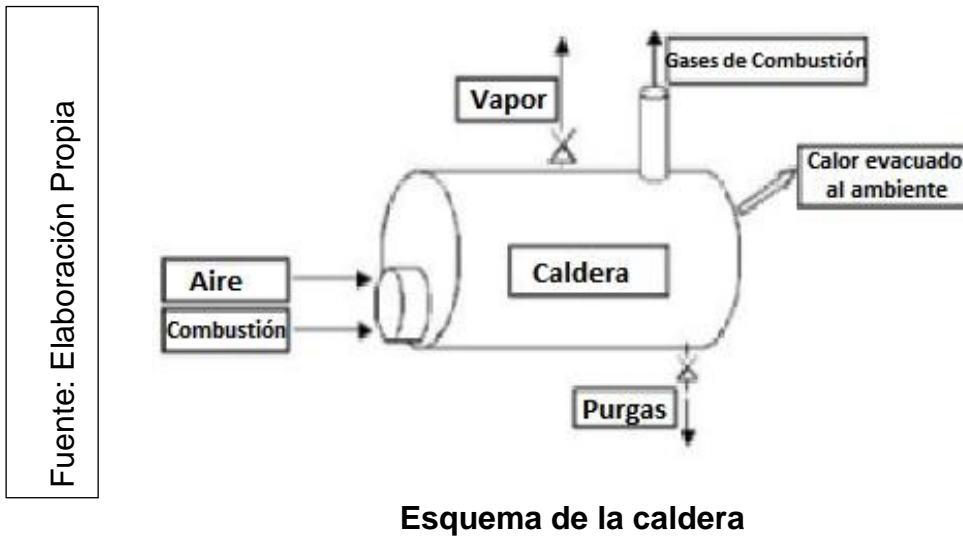 Fuente: Elaboración Propia
Gases de Combustión
Vapor
Calor evacuado
al ambiente
Aire
Caldera
Combustión
Purgas
Esquema de la caldera